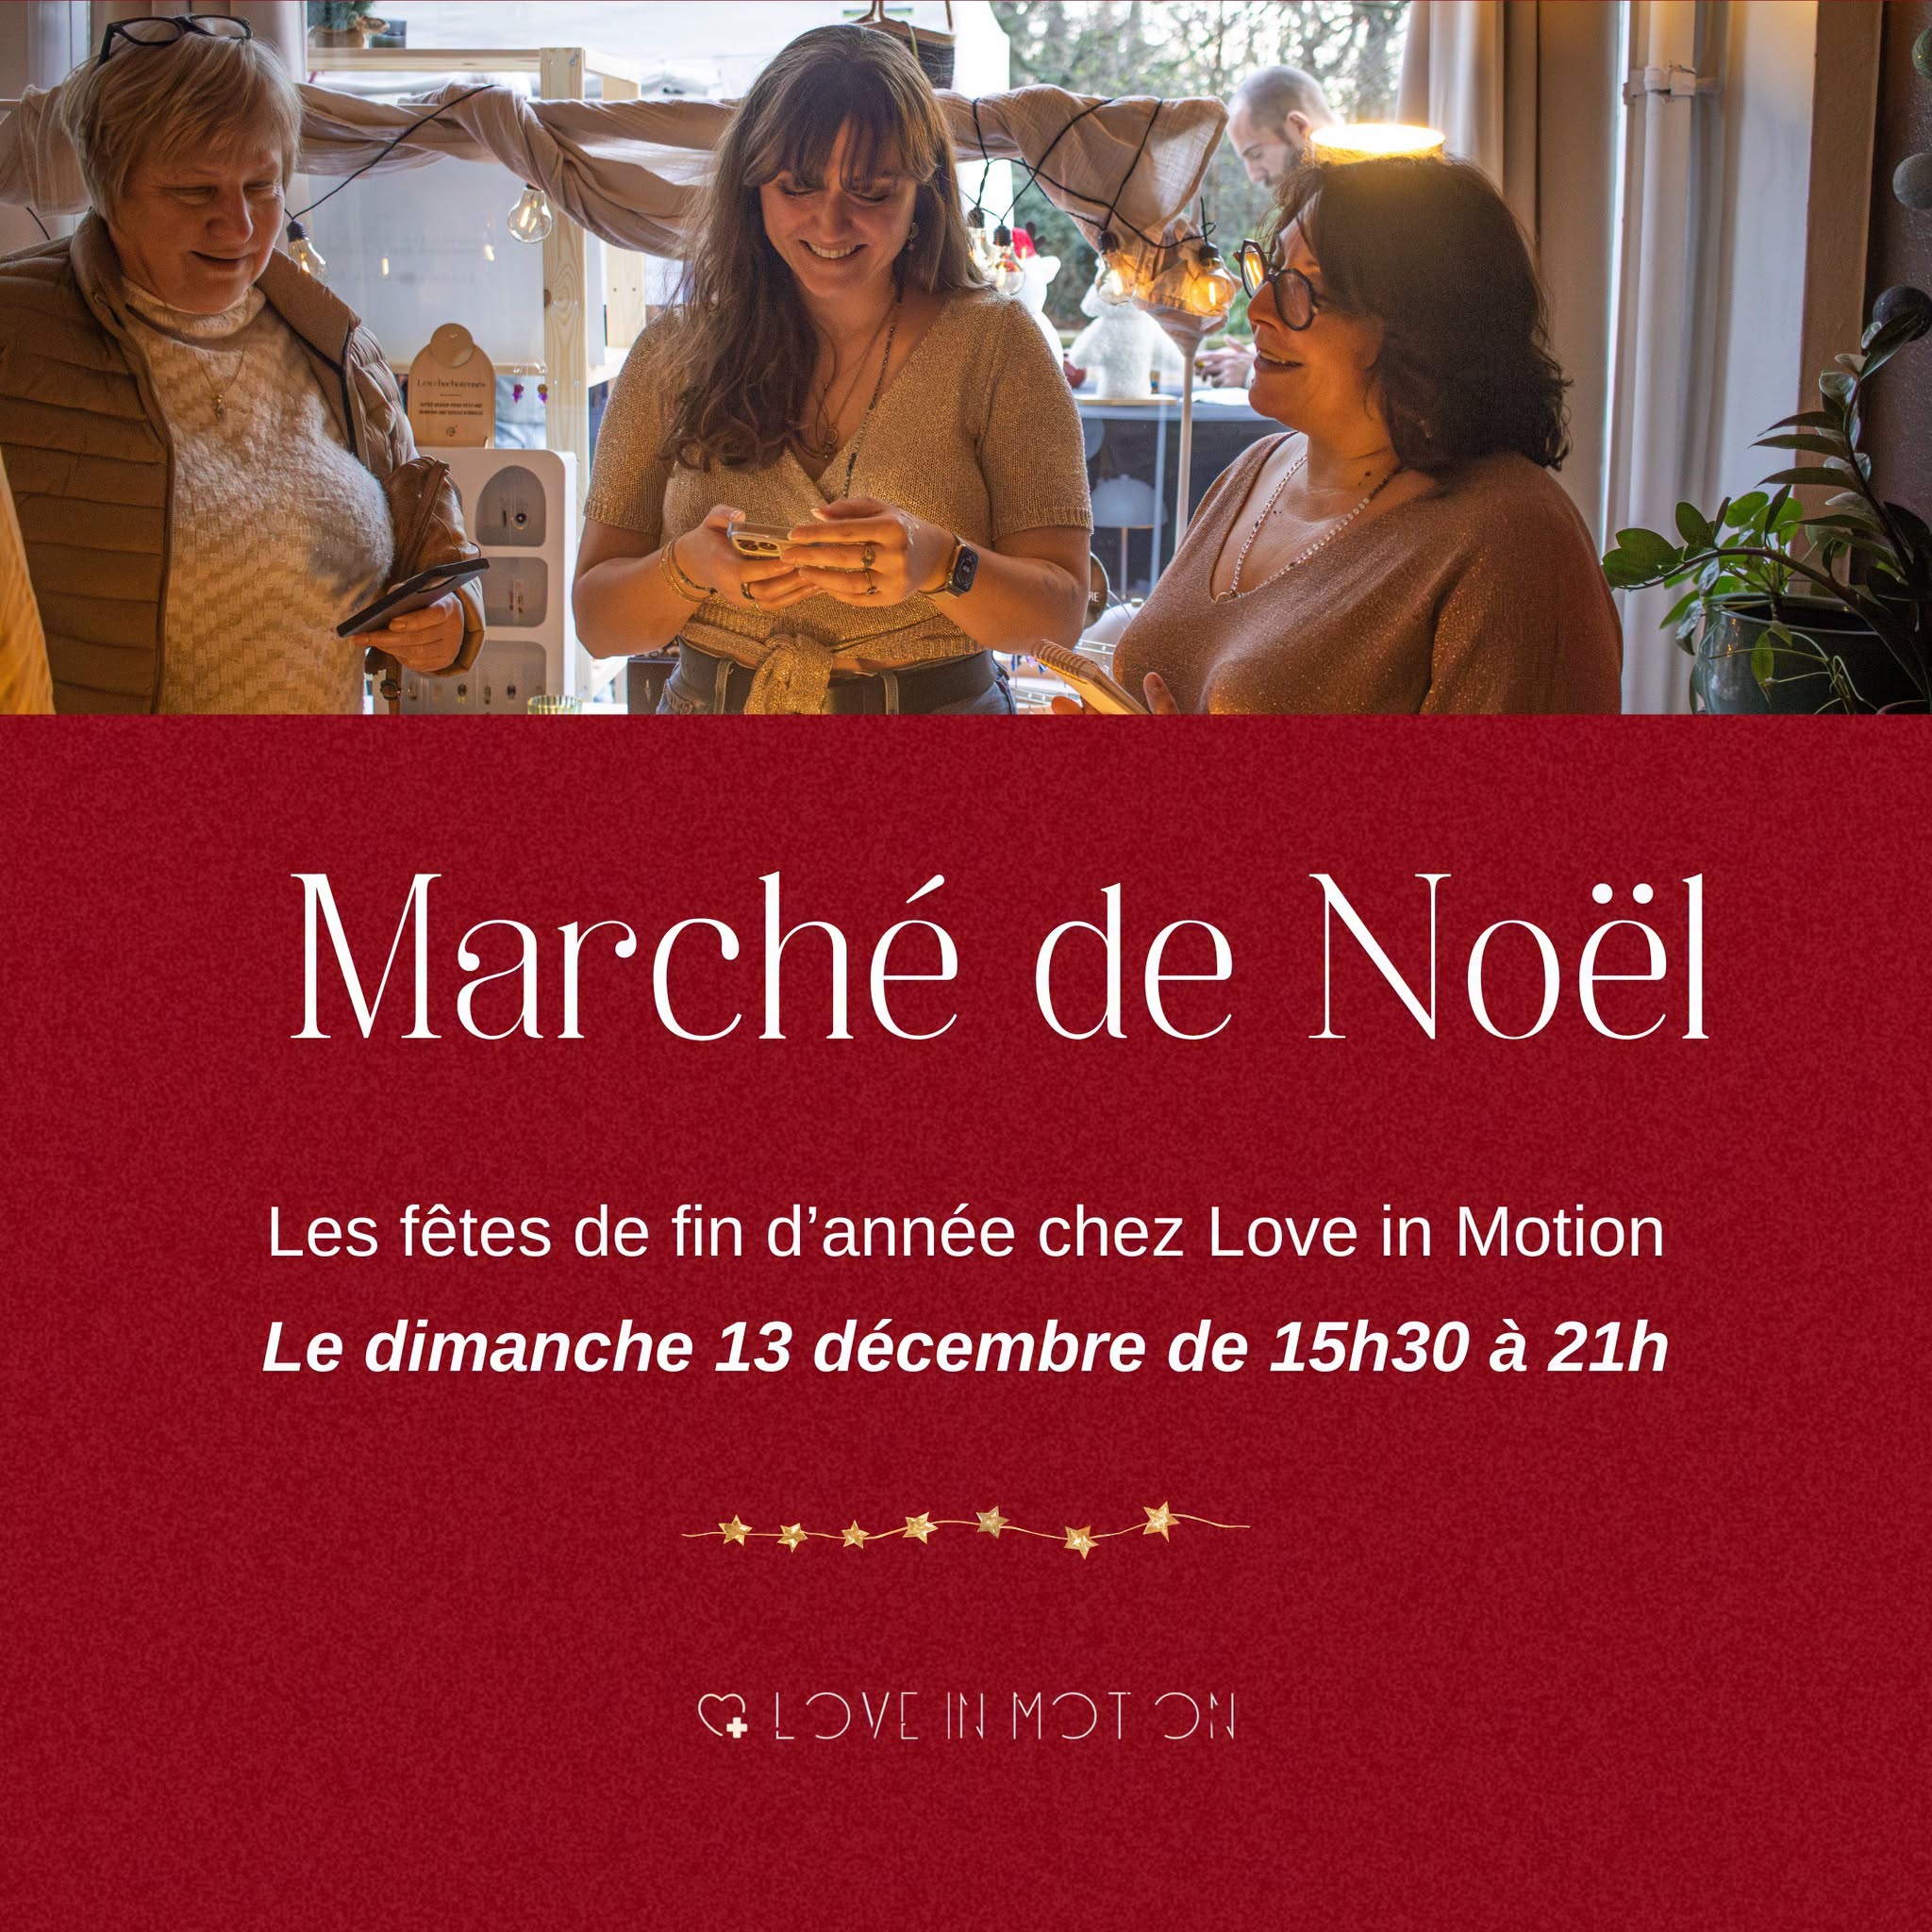 Marché de Noël
Les fêtes de fin d’année chez Love in Motion
Le dimanche 13 décembre de 15h30 à 21h
LOVE IN MOTION